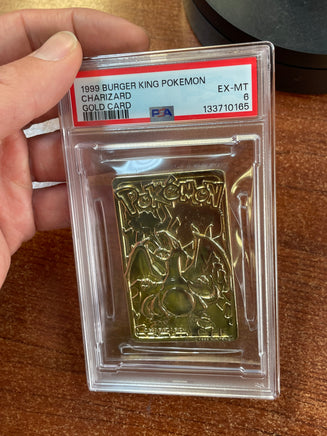 1999 BURGER KING POKEMON
CHARIZARD EX-MT
GOLD CARD 6
PSA 133710165
POKéMON